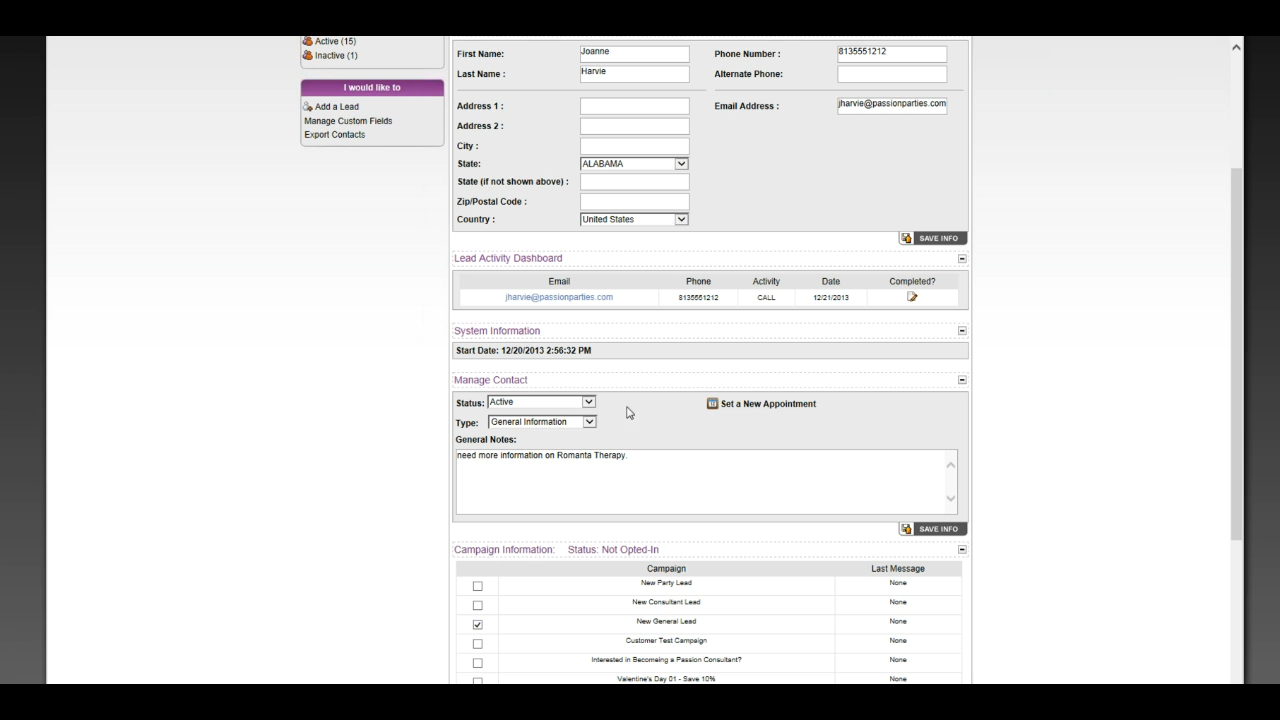 Active (15)
Inactive (1)
I would like to
Add a Lead
Manage Custom Fields
Export Contacts
First Name: Joanne Phone Number : 8135551212
Last Name : Harvie Alternate Phone:
Address 1 : Email Address : jharvie@passionparties.com
Address 2 :
City :
State: ALABAMA
State (if not shown above) :
Zip/Postal Code :
Country : United States
SAVE INFO
Lead Activity Dashboard
Email Phone Activity Date Completed?
jharvie@passionparties.com 8135551212 CALL 12/21/2013
System Information
Start Date: 12/20/2013 2:56:32 PM
Manage Contact
Status: Active Set a New Appointment
Type: General Information
General Notes:
need more information on Romanta Therapy.
SAVE INFO
Campaign Information: Status: Not Opted-In
Campaign Last Message
New Party Lead None
New Consultant Lead None
New General Lead None
Customer Test Campaign None
Interested in Becomeing a Passion Consultant? None
Valentine's Day 01 - Save 10% None